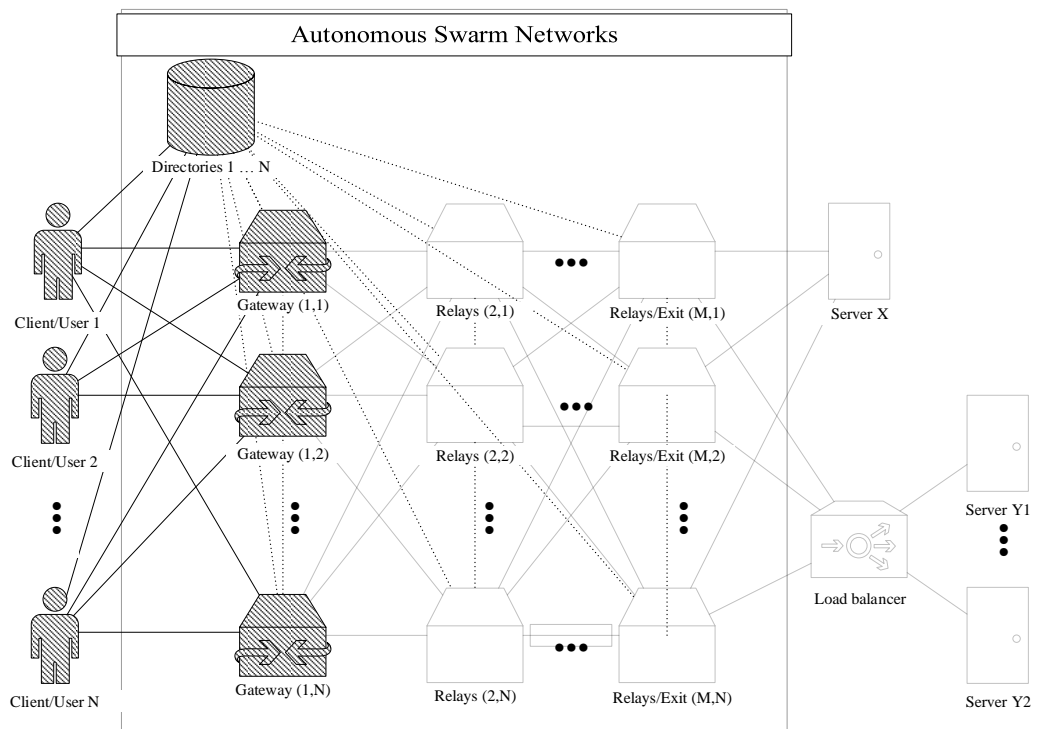 Autonomous Swarm Networks
Directories 1 … N
Client/User 1
Gateway (1,1)
Relays (2,1)
Relays/Exit (M,1)
Server X
Client/User 2
Gateway (1,2)
Relays (2,2)
Relays/Exit (M,2)
Server Y1
Load balancer
Client/User N
Gateway (1,N)
Relays (2,N)
Relays/Exit (M,N)
Server Y2